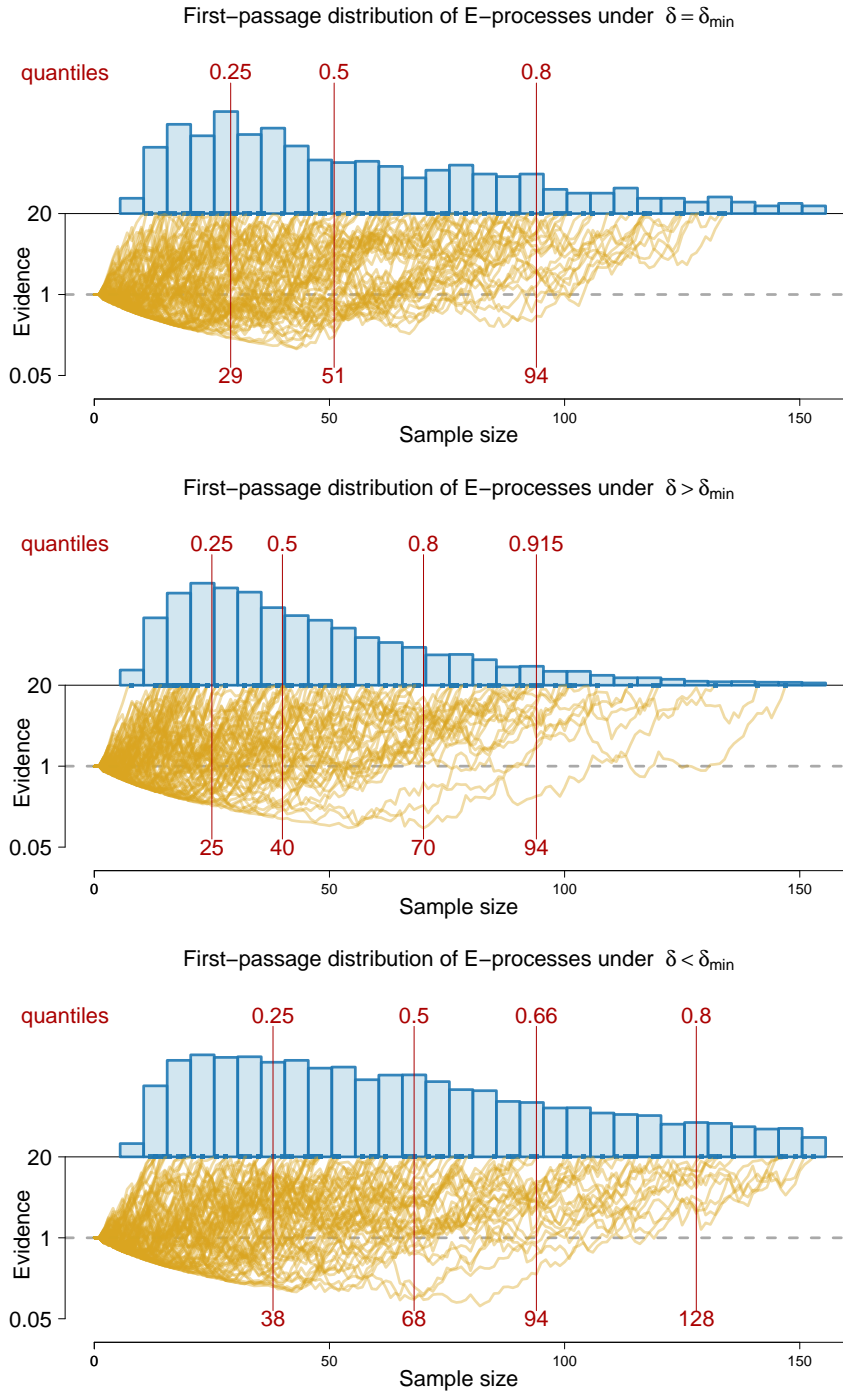 First−passage distribution of E−processes under δ = δmin
quantiles 0.25 0.5 0.8
20
1
0.05
Evidence
29 51 94
0 50 100 150
Sample size
First−passage distribution of E−processes under δ > δmin
quantiles 0.25 0.5 0.8 0.915
20
1
0.05
Evidence
25 40 70 94
0 50 100 150
Sample size
First−passage distribution of E−processes under δ < δmin
quantiles 0.25 0.5 0.66 0.8
20
1
0.05
Evidence
38 68 94 128
0 50 100 150
Sample size